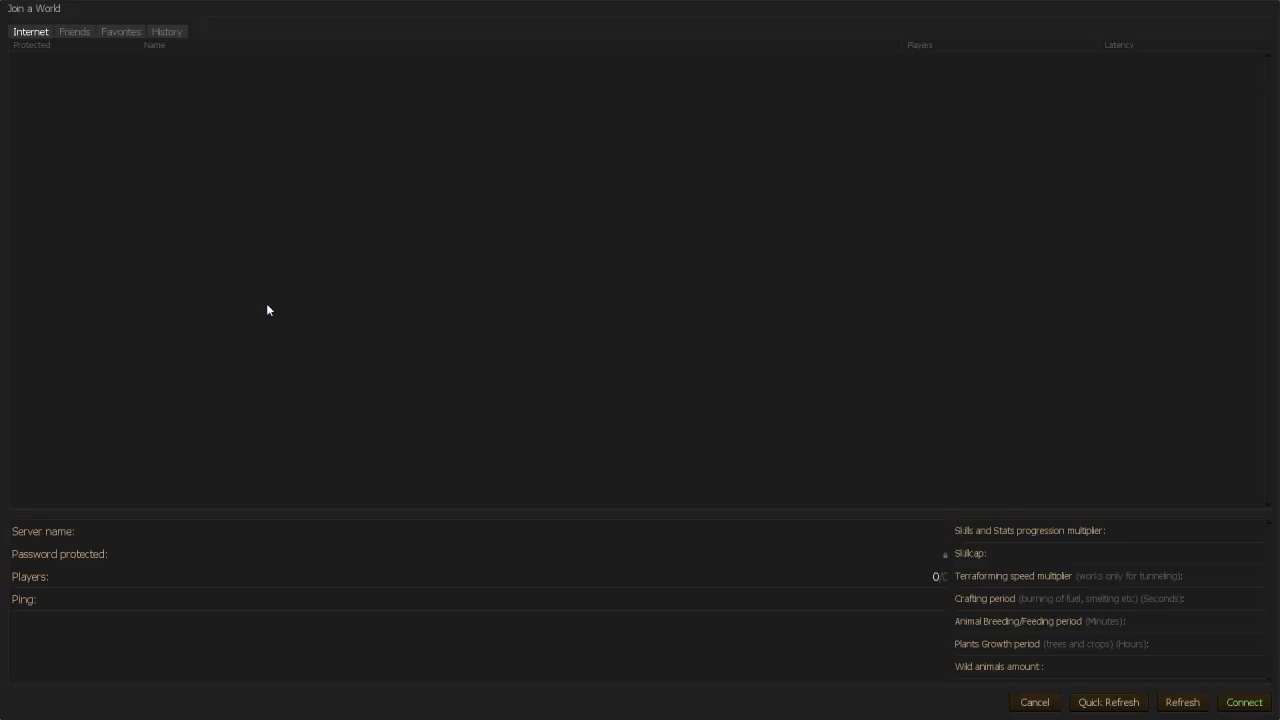 Join a World
Internet Friends Favorites History
Protected Name Players Latency
Server name:
Password protected:
Players: 0/0
Ping:
Skills and Stats progression multiplier:
Skillcap:
Terraforming speed multiplier (works only for tunneling):
Crafting period (burning of fuel, smelting etc) (Seconds):
Animal Breeding/Feeding period (Minutes):
Plants Growth period (trees and crops) (Hours):
Wild animals amount :
Cancel Quick Refresh Refresh Connect